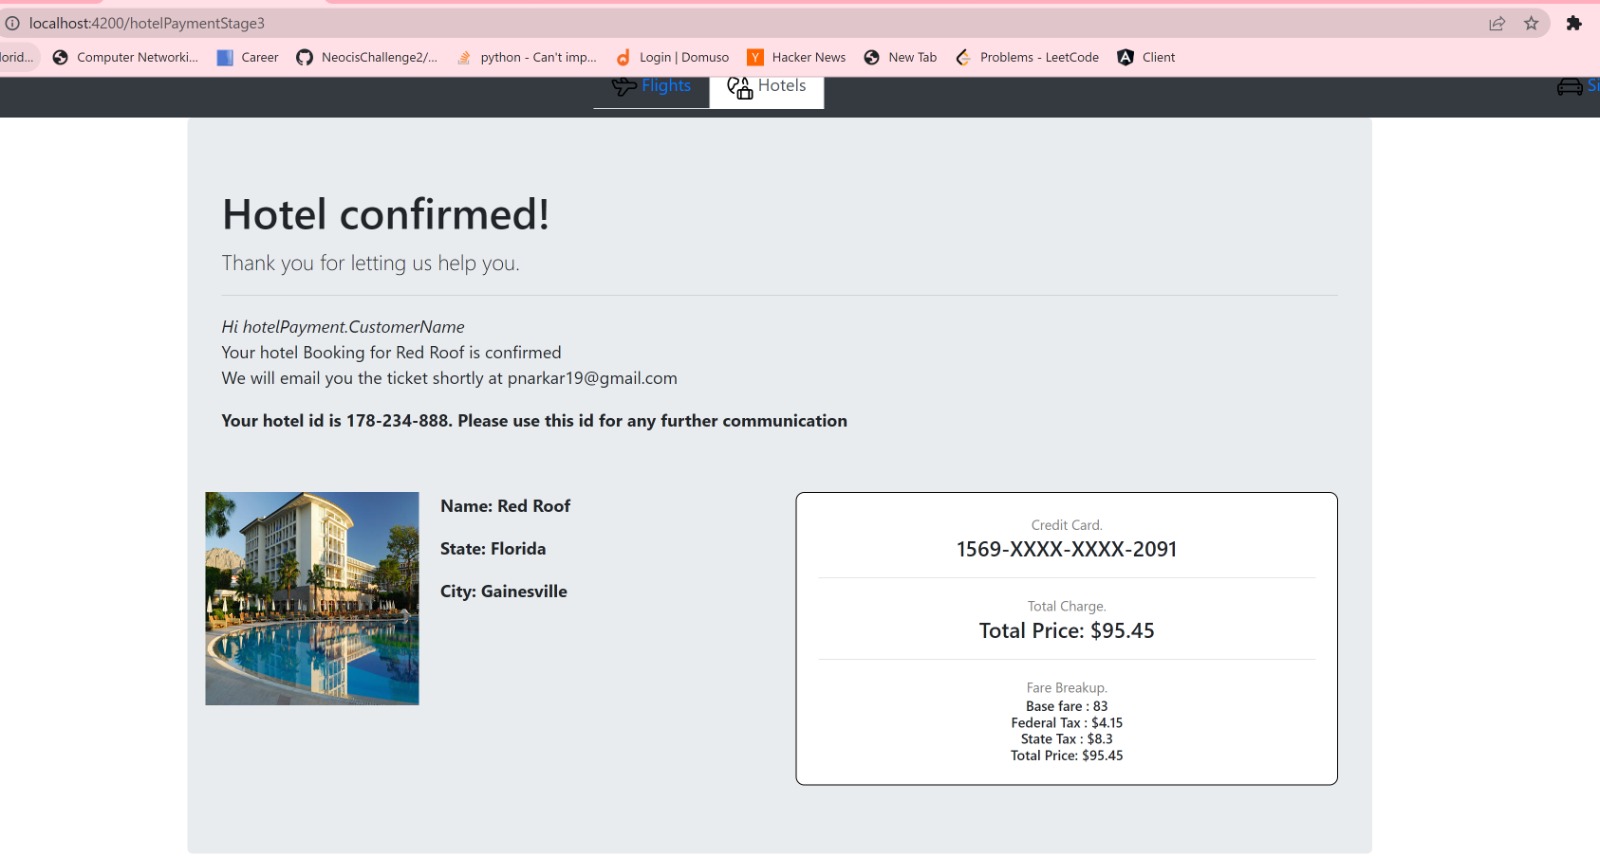 localhost:4200/hotelPaymentStage3
Computer Networki... Career NeocisChallenge2/... python - Can't imp... Login | Domuso Hacker News New Tab Problems - LeetCode Client
Flights Hotels
Hotel confirmed!
Thank you for letting us help you.
Hi hotelPayment.CustomerName
Your hotel Booking for Red Roof is confirmed
We will email you the ticket shortly at pnarkar19@gmail.com
Your hotel id is 178-234-888. Please use this id for any further communication
Name: Red Roof
State: Florida
City: Gainesville
Credit Card.
1569-XXXX-XXXX-2091
Total Charge.
Total Price: $95.45
Fare Breakup.
Base fare : 83
Federal Tax : $4.15
State Tax : $8.3
Total Price: $95.45